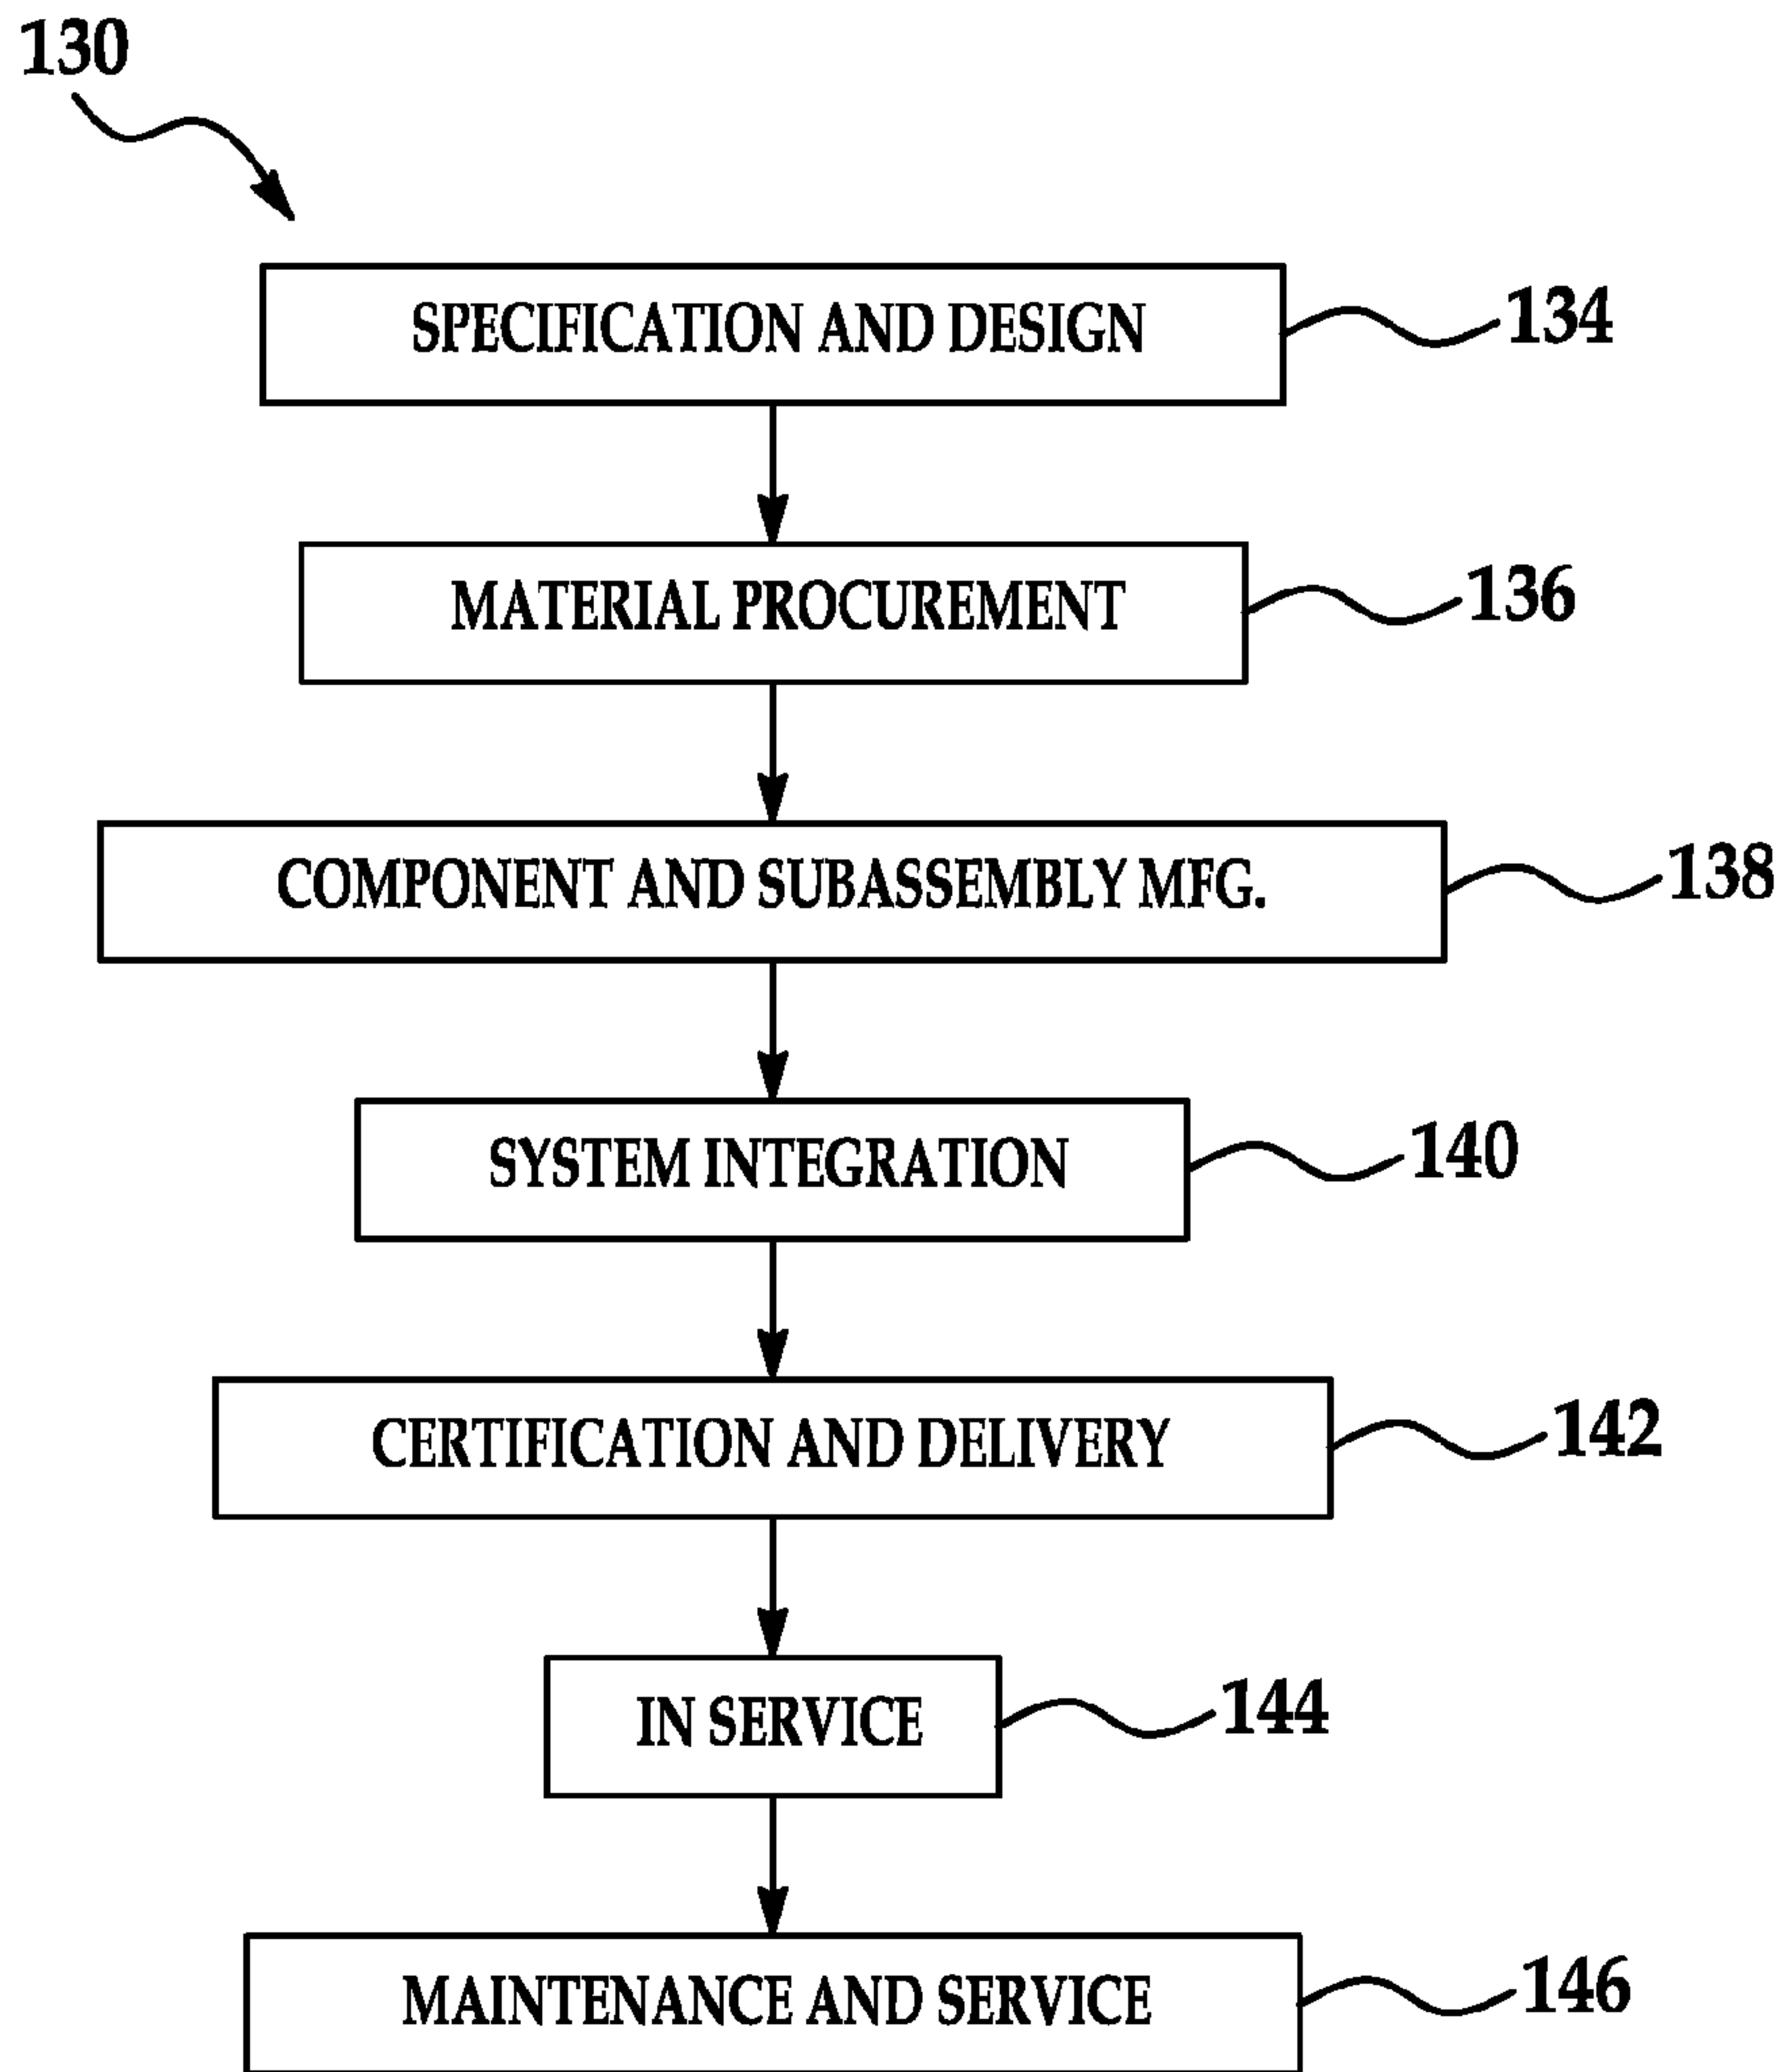 130
SPECIFICATION AND DESIGN 134
MATERIAL PROCUREMENT 136
COMPONENT AND SUBASSEMBLY MFG. 138
SYSTEM INTEGRATION 140
CERTIFICATION AND DELIVERY 142
IN SERVICE 144
MAINTENANCE AND SERVICE 146